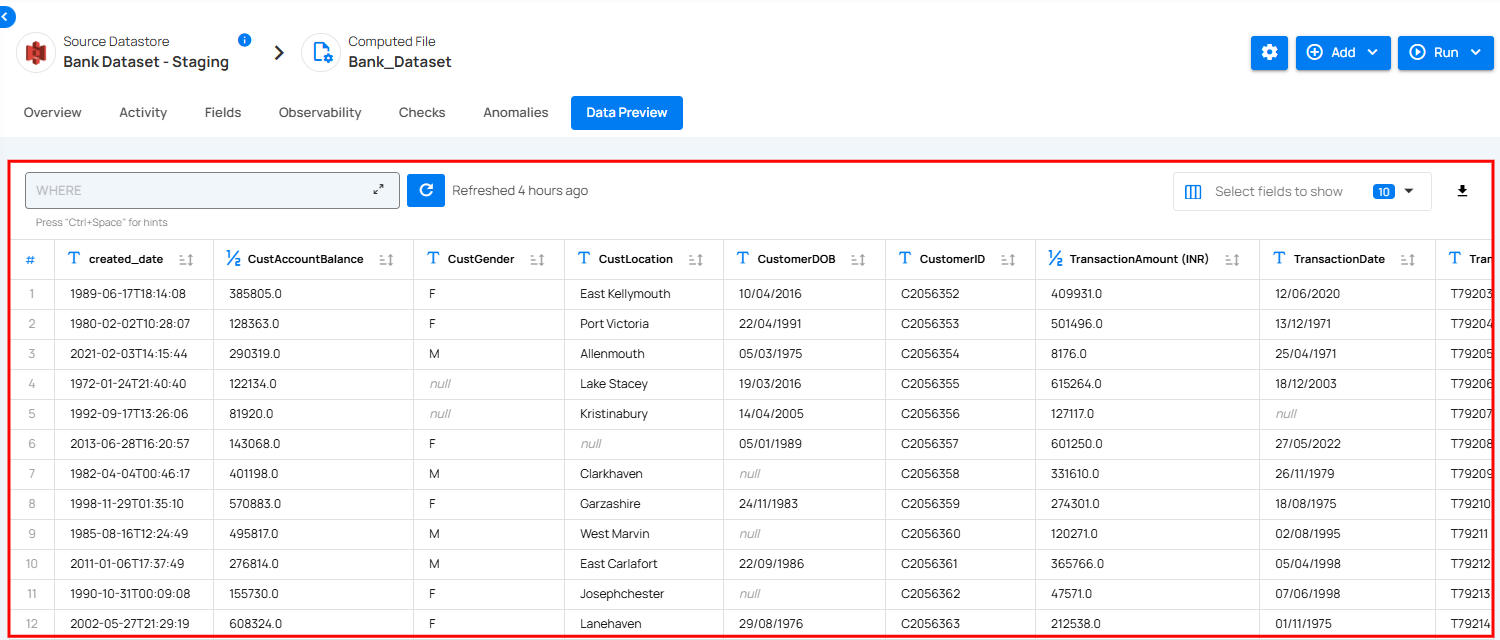 Source Datastore
Bank Dataset - Staging
Computed File
Bank_Dataset
Add
Run
Overview Activity Fields Observability Checks Anomalies Data Preview
WHERE
Refreshed 4 hours ago
Select fields to show 10
Press "Ctrl+Space" for hints
# created_date ½ CustAccountBalance CustGender CustLocation CustomerDOB CustomerID ½ TransactionAmount (INR) TransactionDate Tran
1 1989-06-17T18:14:08 385805.0 F East Kellymouth 10/04/2016 C2056352 409931.0 12/06/2020 T79203
2 1980-02-02T10:28:07 128363.0 F Port Victoria 22/04/1991 C2056353 501496.0 13/12/1971 T79204
3 2021-02-03T14:15:44 290319.0 M Allenmouth 05/03/1975 C2056354 8176.0 25/04/1971 T79205
4 1972-01-24T21:40:40 122134.0 null Lake Stacey 19/03/2016 C2056355 615264.0 18/12/2003 T79206
5 1992-09-17T13:26:06 81920.0 null Kristinabury 14/04/2005 C2056356 127117.0 null T79207
6 2013-06-28T16:20:57 143068.0 F null 05/01/1989 C2056357 601250.0 27/05/2022 T79208
7 1982-04-04T00:46:17 401198.0 M Clarkhaven null C2056358 331610.0 26/11/1979 T79209
8 1998-11-29T01:35:10 570883.0 F Garzashire 24/11/1983 C2056359 274301.0 18/08/1975 T79210
9 1985-08-16T12:24:49 495817.0 M West Marvin null C2056360 120271.0 02/08/1995 T79211
10 2011-01-06T17:37:49 276814.0 M East Carlafort 22/09/1986 C2056361 365766.0 05/04/1998 T79212
11 1990-10-31T00:09:08 155730.0 F Josephchester null C2056362 47571.0 07/06/1998 T79213
12 2002-05-27T21:29:19 608324.0 F Lanehaven 29/08/1976 C2056363 212538.0 01/11/1975 T79214